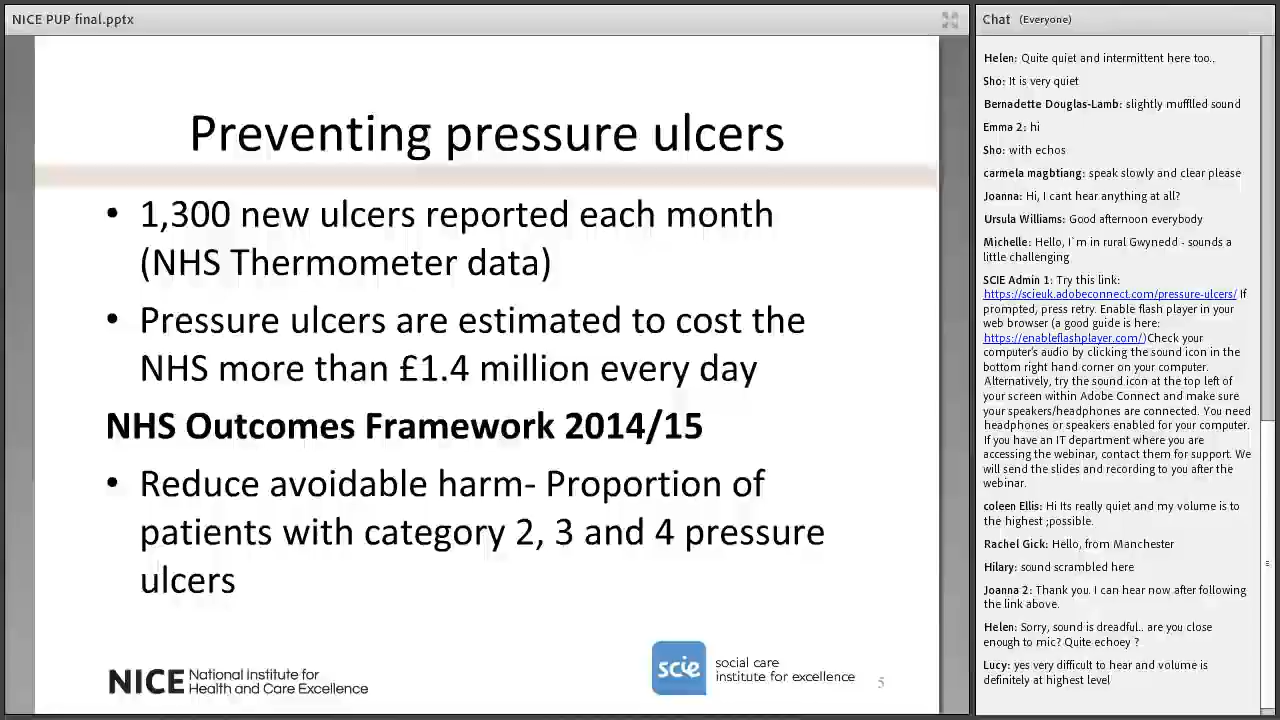 NICE PUP final.pptx
Preventing pressure ulcers
• 1,300 new ulcers reported each month
(NHS Thermometer data)
• Pressure ulcers are estimated to cost the
NHS more than £1.4 million every day
NHS Outcomes Framework 2014/15
• Reduce avoidable harm- Proportion of
patients with category 2, 3 and 4 pressure
ulcers
NICE National Institute for
Health and Care Excellence
scie social care
institute for excellence
5
Chat (Everyone)
Helen: Quite quiet and intermittent here too..
Sho: It is very quiet
Bernadette Douglas-Lamb: slightly muffled sound
Emma 2: hi
Sho: with echos
carmela magbtiang: speak slowly and clear please
Joanna: Hi, I cant hear anything at all?
Ursula Williams: Good afternoon everybody
Michelle: Hello, I`m in rural Gwynedd - sounds a
little challenging
SCIE Admin 1: Try this link:
https://scieuk.adobeconnect.com/pressure-ulcers/ If
prompted, press retry. Enable flash player in your
web browser (a good guide is here:
https://enableflashplayer.com/)Check your
computer's audio by clicking the sound icon in the
bottom right hand corner on your computer.
Alternatively, try the sound icon at the top left of
your screen within Adobe Connect and make sure
your speakers/headphones are connected. You need
headphones or speakers enabled for your computer.
If you have an IT department where you are
accessing the webinar, contact them for support. We
will send the slides and recording to you after the
webinar.
coleen Ellis: Hi Its really quiet and my volume is to
the highest ;possible.
Rachel Gick: Hello, from Manchester
Hilary: sound scrambled here
Joanna 2: Thank you. I can hear now after following
the link above.
Helen: Sorry, sound is dreadful.. are you close
enough to mic? Quite echoey ?
Lucy: yes very difficult to hear and volume is
definitely at highest level